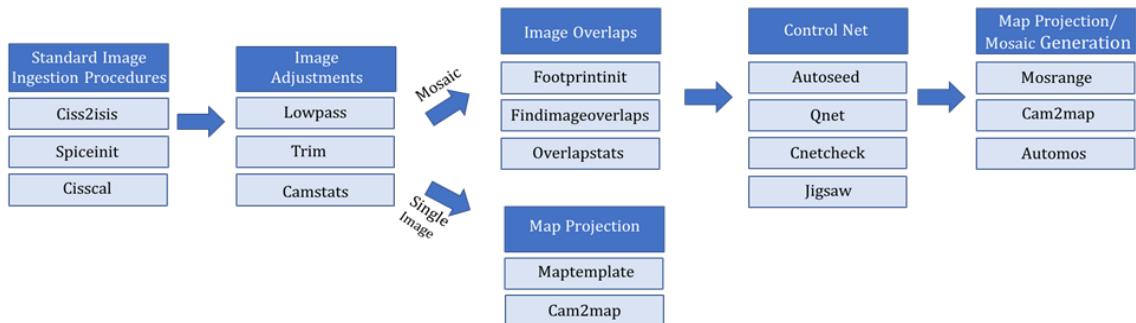 Standard Image
Ingestion Procedures
Ciss2isis
Spiceinit
Cisscal
Image
Adjustments
Lowpass
Trim
Camstats
Mosaic
Single
Image
Image Overlaps
Footprintinit
Findimageoverlaps
Overlapstats
Map Projection
Maptemplate
Cam2map
Control Net
Autoseed
Qnet
Cnetcheck
Jigsaw
Map Projection/
Mosaic Generation
Mosrange
Cam2map
Automos